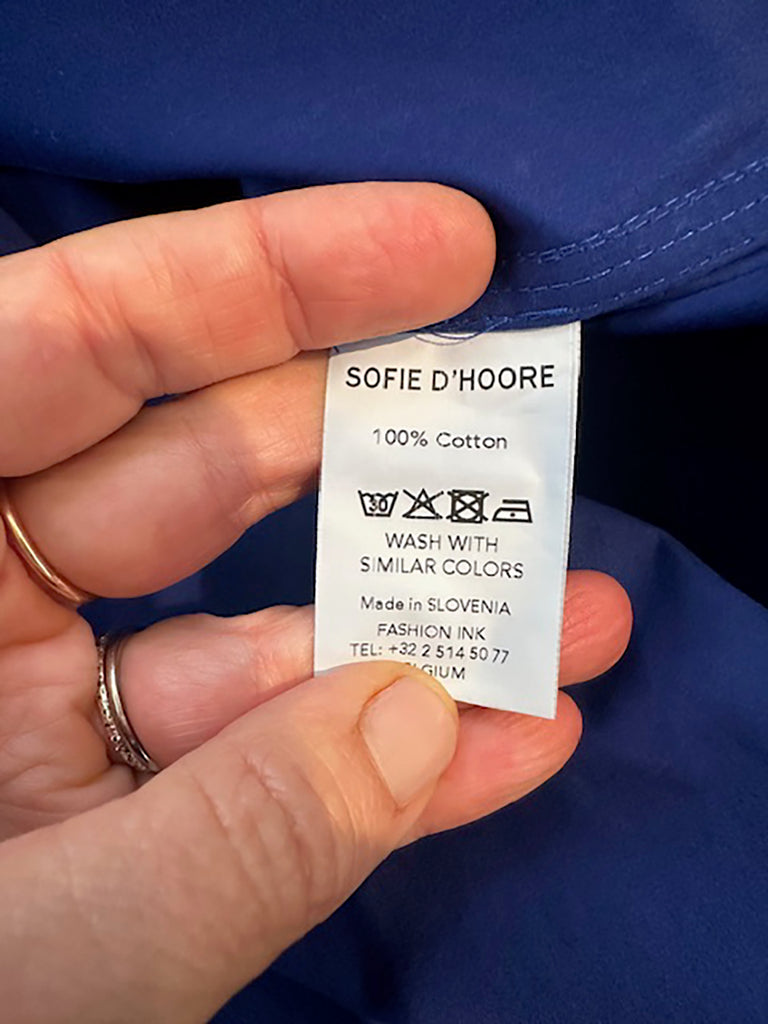 SOFIE D'HOORE
100% Cotton
30
WASH WITH
SIMILAR COLORS
Made in SLOVENIA
FASHION INK
TEL: +32 2 514 50 77